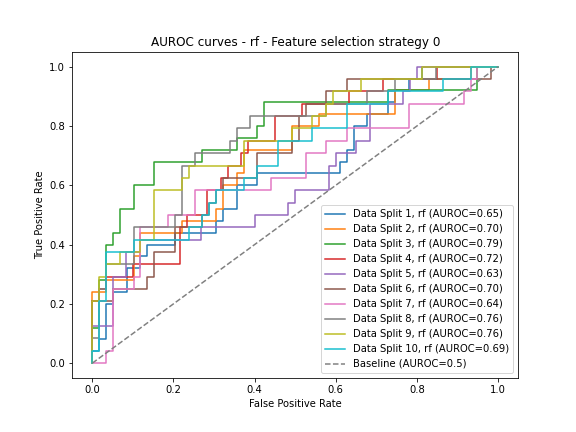 AUROC curves - rf - Feature selection strategy 0
True Positive Rate
1.0
0.8
0.6
0.4
0.2
0.0
Data Split 1, rf (AUROC=0.65)
Data Split 2, rf (AUROC=0.70)
Data Split 3, rf (AUROC=0.79)
Data Split 4, rf (AUROC=0.72)
Data Split 5, rf (AUROC=0.63)
Data Split 6, rf (AUROC=0.70)
Data Split 7, rf (AUROC=0.64)
Data Split 8, rf (AUROC=0.76)
Data Split 9, rf (AUROC=0.76)
Data Split 10, rf (AUROC=0.69)
Baseline (AUROC=0.5)
0.0 0.2 0.4 0.6 0.8 1.0
False Positive Rate